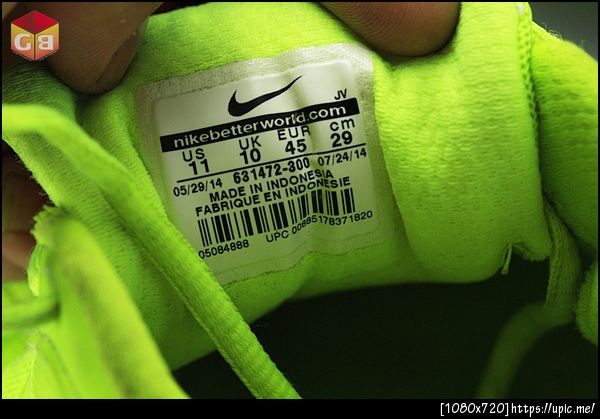 GB
JV
nikebetterworld.com
US UK EUR cm
11 10 45 29
05/29/14 631472-300 07/24/14
MADE IN INDONESIA
FABRIQUE EN INDONESIE
05084888 UPC 00885178371820
[1080x720]https://upic.me/